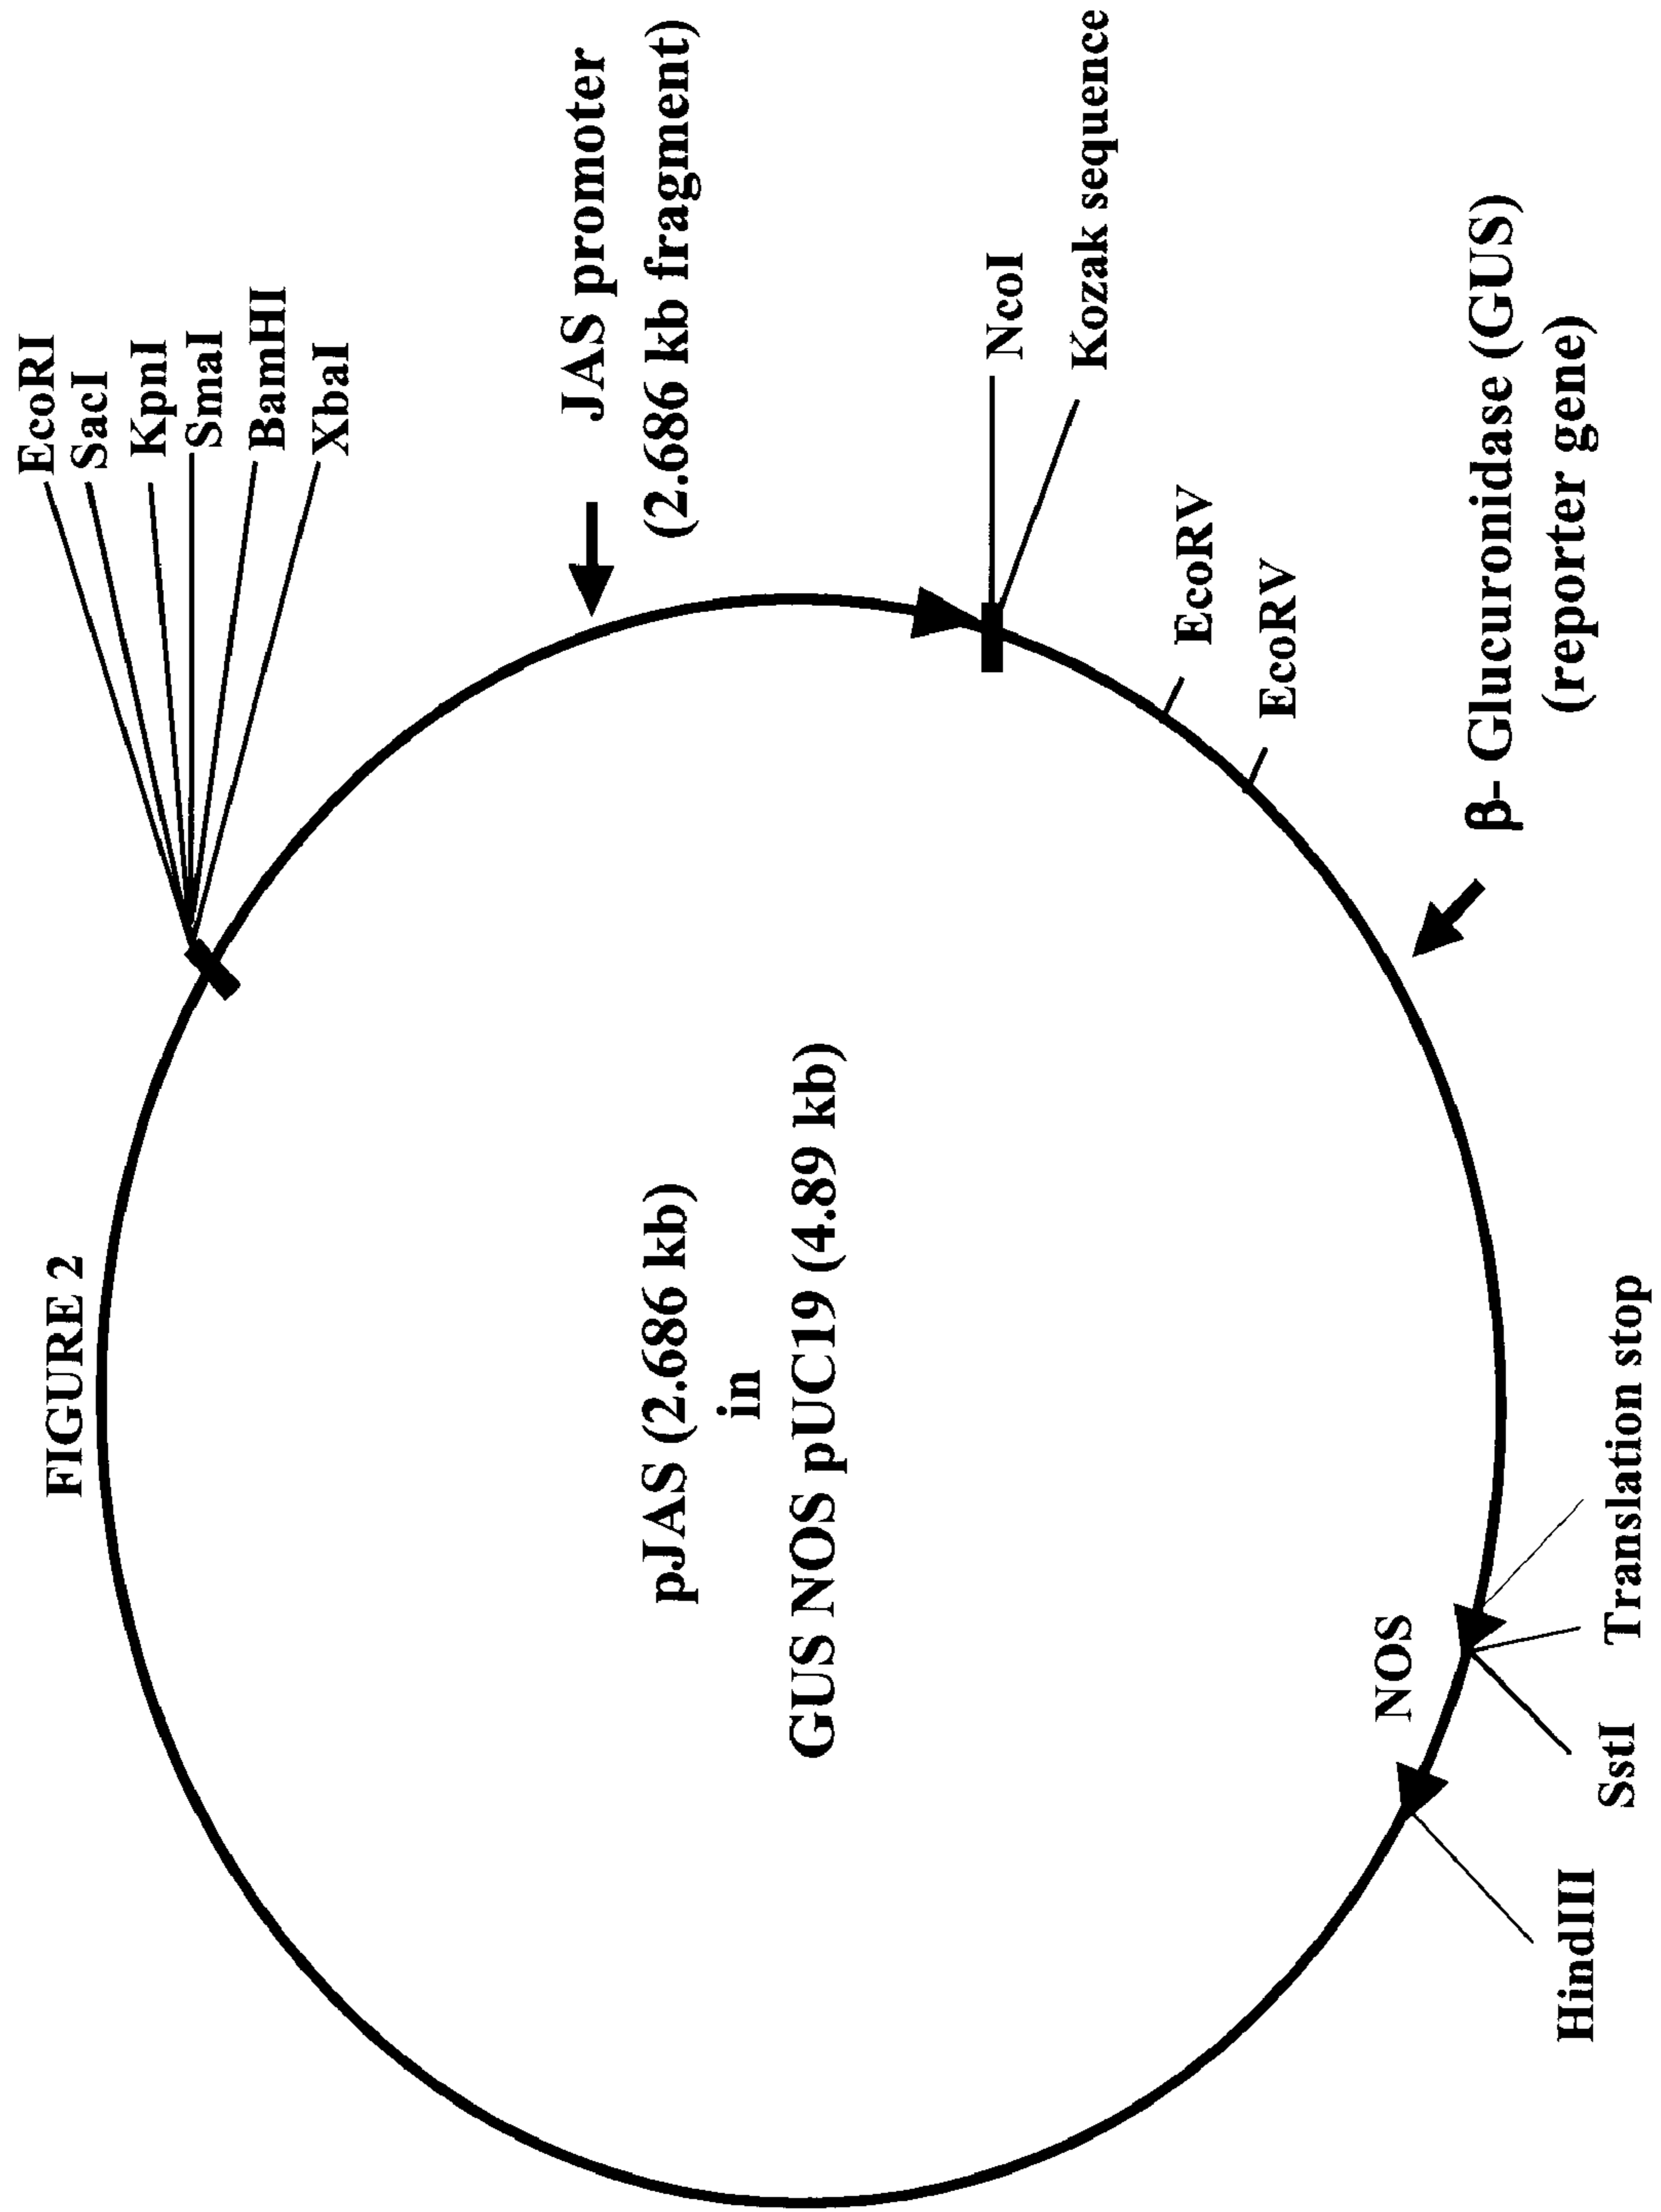 FIGURE 2
EcoRI
SacI
KpnI
SmaI
BamHI
XbaI
JAS promoter
(2.686 kb fragment)
pJAS (2.686 kb)
in
GUS NOS pUC19 (4.89 kb)
NcoI
Kozak sequence
EcoRV
EcoRV
β- Glucuronidase (GUS)
(reporter gene)
NOS
HindIII
SstI
Translation stop